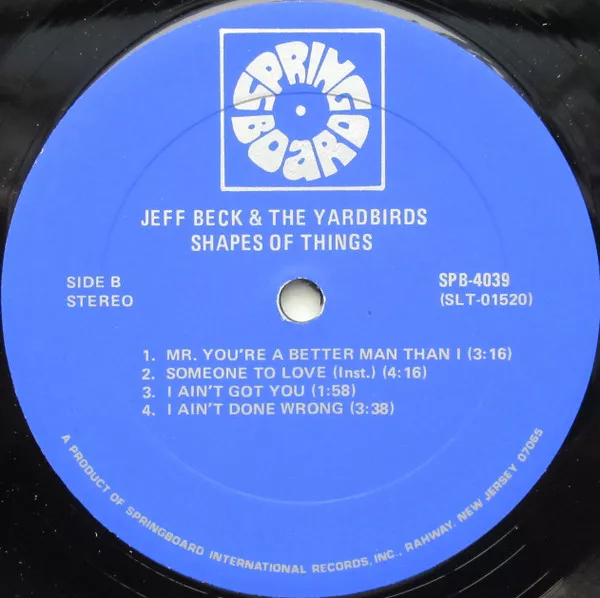 SPRING
BOARD
JEFF BECK & THE YARDBIRDS
SHAPES OF THINGS
SIDE B
STEREO
SPB-4039
(SLT-01520)
1. MR. YOU'RE A BETTER MAN THAN I (3:16)
2. SOMEONE TO LOVE (Inst.) (4:16)
3. I AIN'T GOT YOU (1:58)
4. I AIN'T DONE WRONG (3:38)
A PRODUCT OF SPRINGBOARD INTERNATIONAL RECORDS, INC., RAHWAY, NEW JERSEY 07065